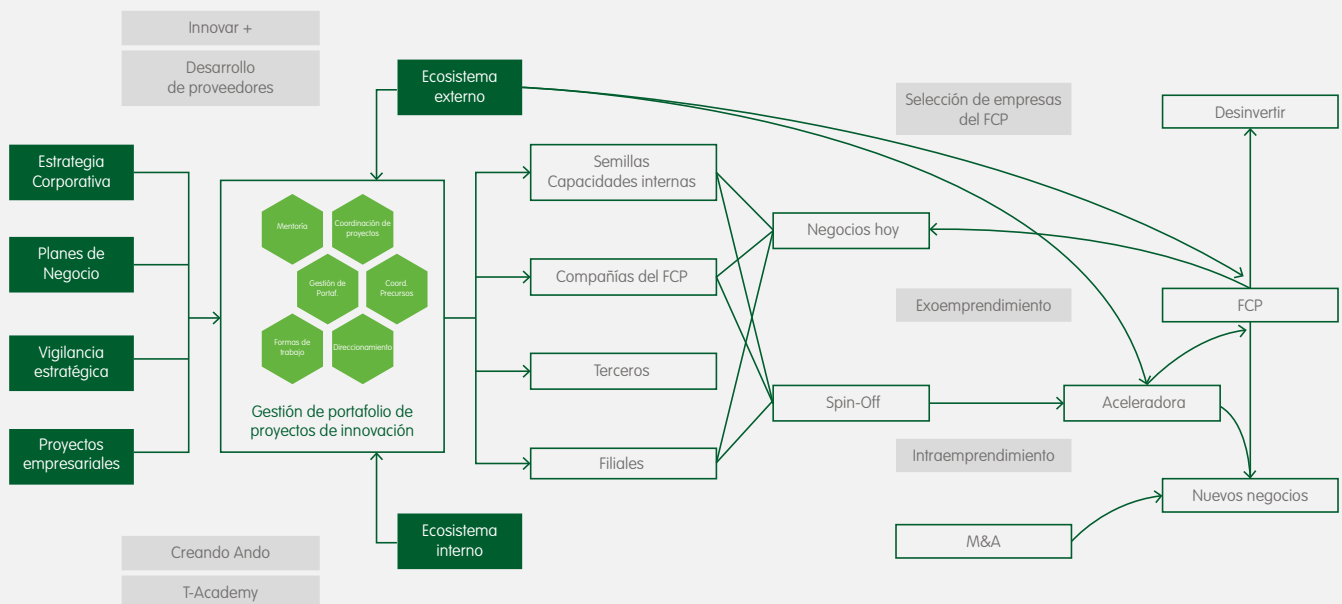 Innovar +
Desarrollo
de proveedores
Ecosistema
externo
Selección de empresas
del FCP
Desinvertir
Estrategia
Corporativa
Semillas
Capacidades internas
Mentoría
Coordinación de
proyectos
Negocios hoy
Planes de
Negocio
Gestión de
Portaf.
Coord.
Precursos
Compañías del FCP
Exoemprendimiento
FCP
Vigilancia
estratégica
Formas de
trabajo
Direccionamiento
Terceros
Gestión de portafolio de
proyectos de innovación
Spin-Off
Aceleradora
Proyectos
empresariales
Filiales
Intraemprendimiento
Nuevos negocios
Ecosistema
interno
M&A
Creando Ando
T-Academy